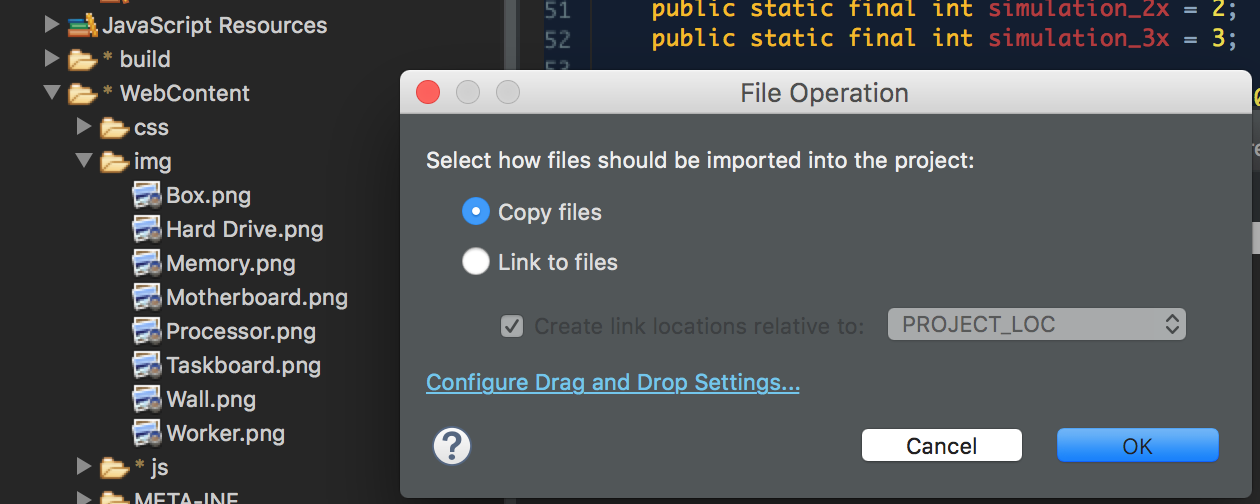 JavaScript Resources
* build
* WebContent
css
img
Box.png
Hard Drive.png
Memory.png
Motherboard.png
Processor.png
Taskboard.png
Wall.png
Worker.png
* js
META-INF
51 public static final int simulation_2x = 2;
52 public static final int simulation_3x = 3;
53
File Operation
Select how files should be imported into the project:
Copy files
Link to files
Create link locations relative to: PROJECT_LOC
Configure Drag and Drop Settings...
?
Cancel
OK